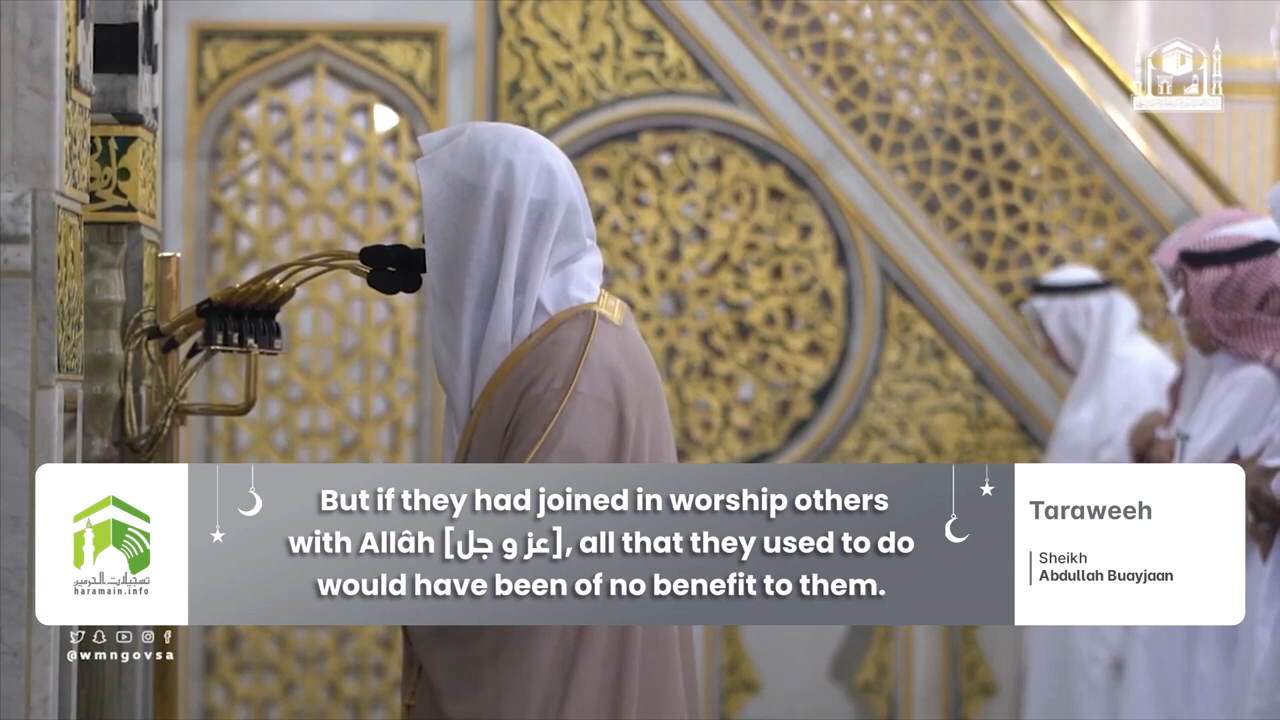 But if they had joined in worship others
with Allâh [عز و جل], all that they used to do
would have been of no benefit to them.
Taraweeh
Sheikh
Abdullah Buayjaan
تسجيلات الحرمين
haramain.info
@wmngovsa